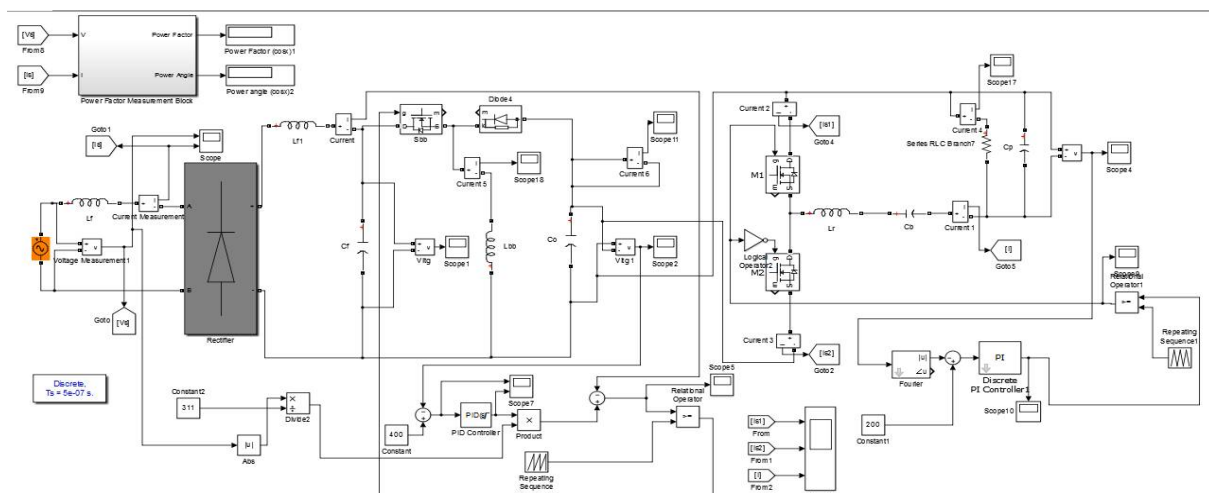 [Vs]
From8
[Is]
From9
V
I
Power Factor
Power Angle
Power Factor Measurement Block
Power Factor (cosx)1
Power angle (cosx)2
Goto1
[Is]
Scope
Lf
Current Measurement
Voltage Measurement1
Goto
[Vs]
A
B
Rectifier
Lf1
Current
Sbb
Diode4
Current 5
Scope18
Scope11
Current 6
Cf
Vltg
Scope1
Lbb
Co
Vltg1
Scope2
Current 2
[Is1]
Goto4
M1
Logical
Operator2
M2
Current 3
[Is2]
Goto2
Lr
Cb
Current 1
[I]
Goto5
Scope17
Current 4
Series RLC Branch7
Cp
Scope4
Relational
Operator1
>=
Repeating
Sequence1
|u|
∠u
Fourier
PI
Discrete
PI Controller1
Scope10
200
Constant1
Discrete,
Ts = 5e-07 s.
Constant2
311
Divide2
|u|
Abs
400
Constant
PID(s)
PID Controller
Scope7
×
Product
Repeating
Sequence
Scope5
Relational
Operator
>=
[Is1]
From
[Is2]
From1
[I]
From2